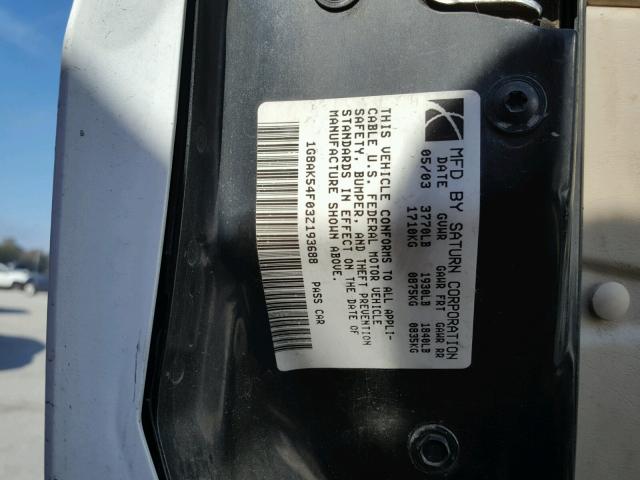 MFD BY SATURN CORPORATION
DATE GVWR GAWR FRT GAWR RR
05/03 3770LB 1930LB 1840LB
1710KG 0875KG 0835KG
THIS VEHICLE CONFORMS TO ALL APPLI-
CABLE U.S. FEDERAL MOTOR VEHICLE
SAFETY, BUMPER, AND THEFT PREVENTION
STANDARDS IN EFFECT ON THE DATE OF
MANUFACTURE SHOWN ABOVE.
1G8AK54F03Z193688 PASS CAR